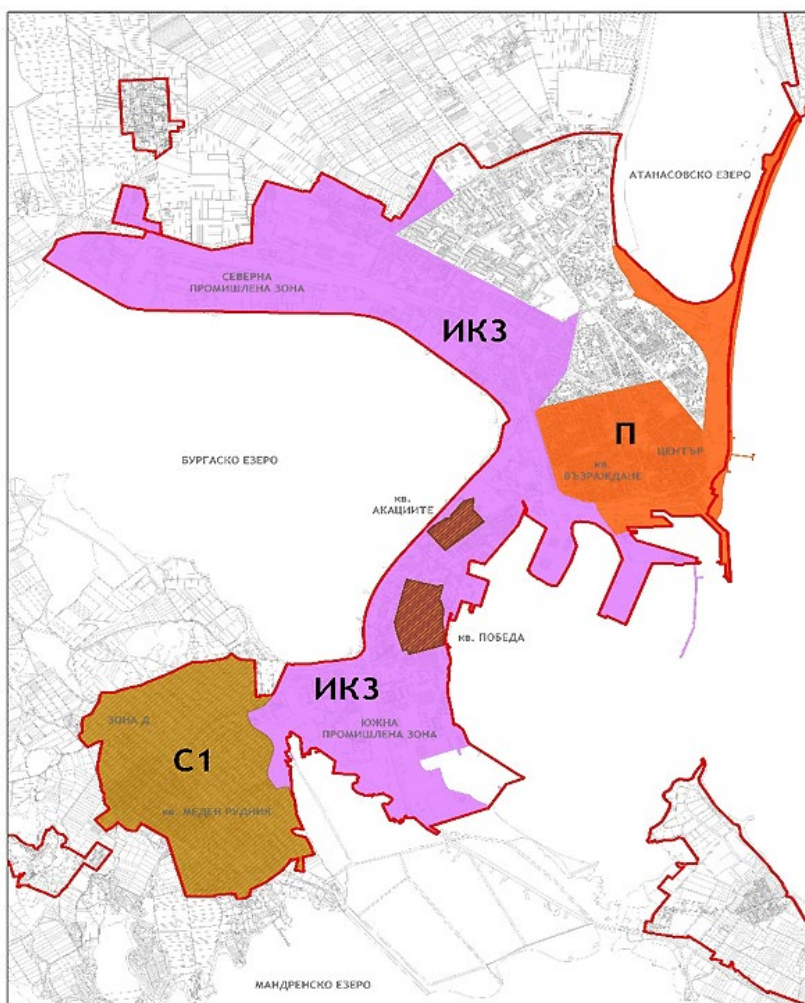 АТАНАСОВСКО ЕЗЕРО
СЕВЕРНА
ПРОМИШЛЕНА ЗОНА
ИКЗ
П
ЦЕНТЪР
кв.
ВЪЗРАЖДАНЕ
БУРГАСКО ЕЗЕРО
кв.
АКАЦИИТЕ
кв. ПОБЕДА
ИКЗ
ЮЖНА
ПРОМИШЛЕНА ЗОНА
ЗОНА Д
С1
кв. МЕДЕН РУДНИК
МАНДРЕНСКО ЕЗЕРО